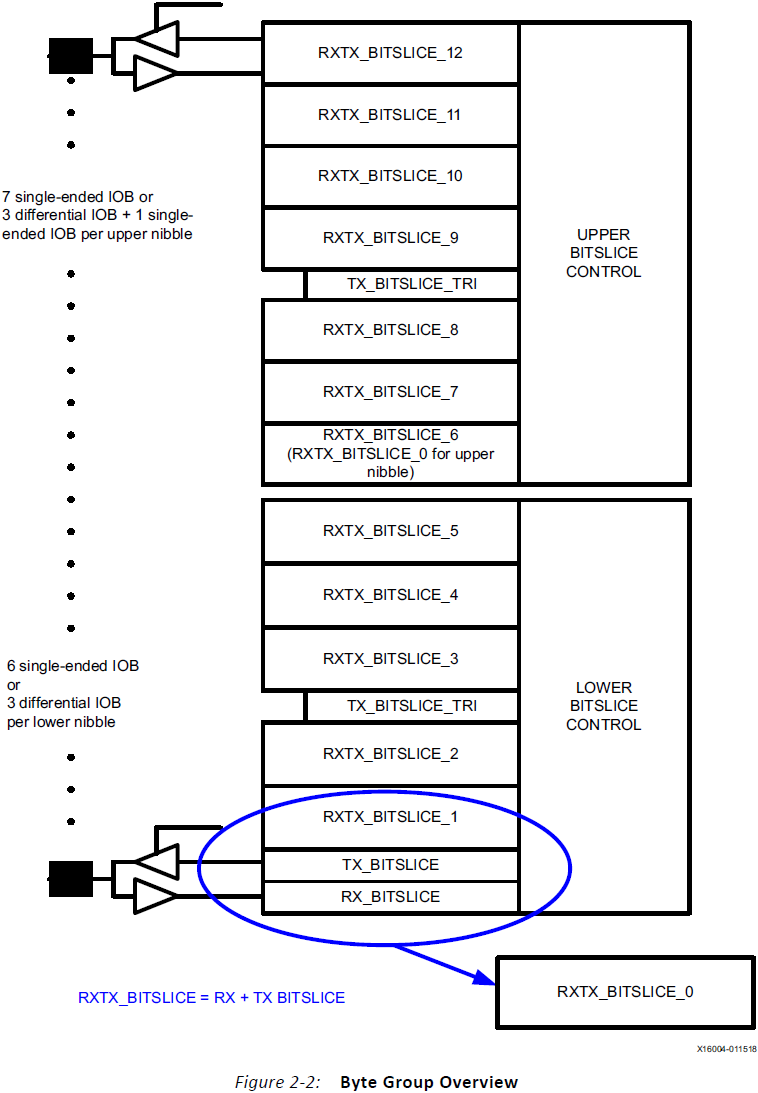 RXTX_BITSLICE_12
RXTX_BITSLICE_11
RXTX_BITSLICE_10
7 single-ended IOB or
3 differential IOB + 1 single-
ended IOB per upper nibble
RXTX_BITSLICE_9
UPPER
BITSLICE
CONTROL
TX_BITSLICE_TRI
RXTX_BITSLICE_8
RXTX_BITSLICE_7
RXTX_BITSLICE_6
(RXTX_BITSLICE_0 for upper
nibble)
RXTX_BITSLICE_5
RXTX_BITSLICE_4
RXTX_BITSLICE_3
6 single-ended IOB
or
3 differential IOB
per lower nibble
LOWER
BITSLICE
CONTROL
TX_BITSLICE_TRI
RXTX_BITSLICE_2
RXTX_BITSLICE_1
TX_BITSLICE
RX_BITSLICE
RXTX_BITSLICE = RX + TX BITSLICE
RXTX_BITSLICE_0
X16004-011518
Figure 2-2: Byte Group Overview